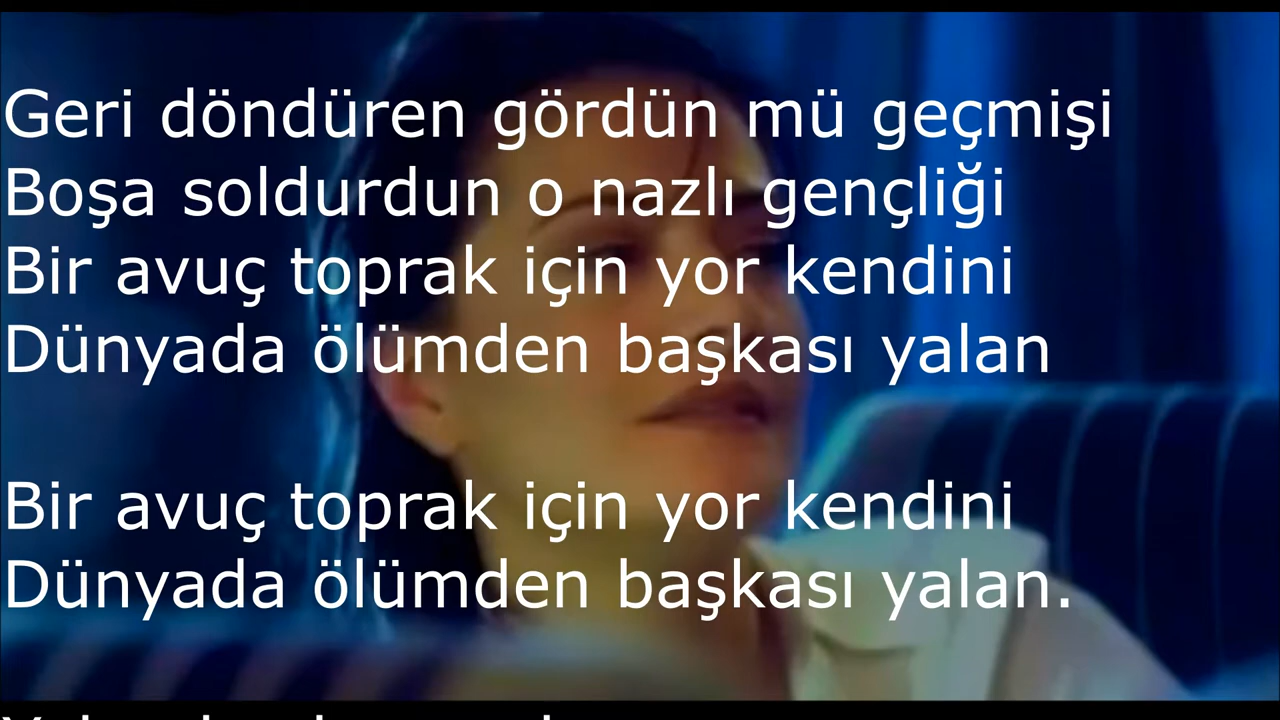 Geri döndüren gördün mü geçmişi
Boşa soldurdun o nazlı gençliği
Bir avuç toprak için yor kendini
Dünyada ölümden başkası yalan
Bir avuç toprak için yor kendini
Dünyada ölümden başkası yalan.